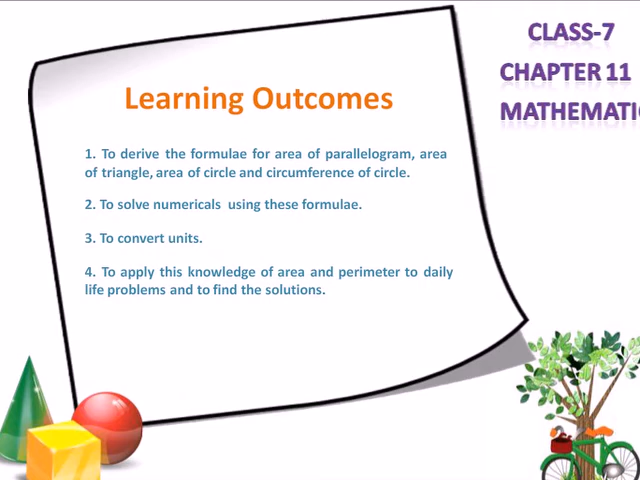 CLASS-7
CHAPTER 11
MATHEMATI
Learning Outcomes
1. To derive the formulae for area of parallelogram, area
of triangle, area of circle and circumference of circle.
2. To solve numericals using these formulae.
3. To convert units.
4. To apply this knowledge of area and perimeter to daily
life problems and to find the solutions.